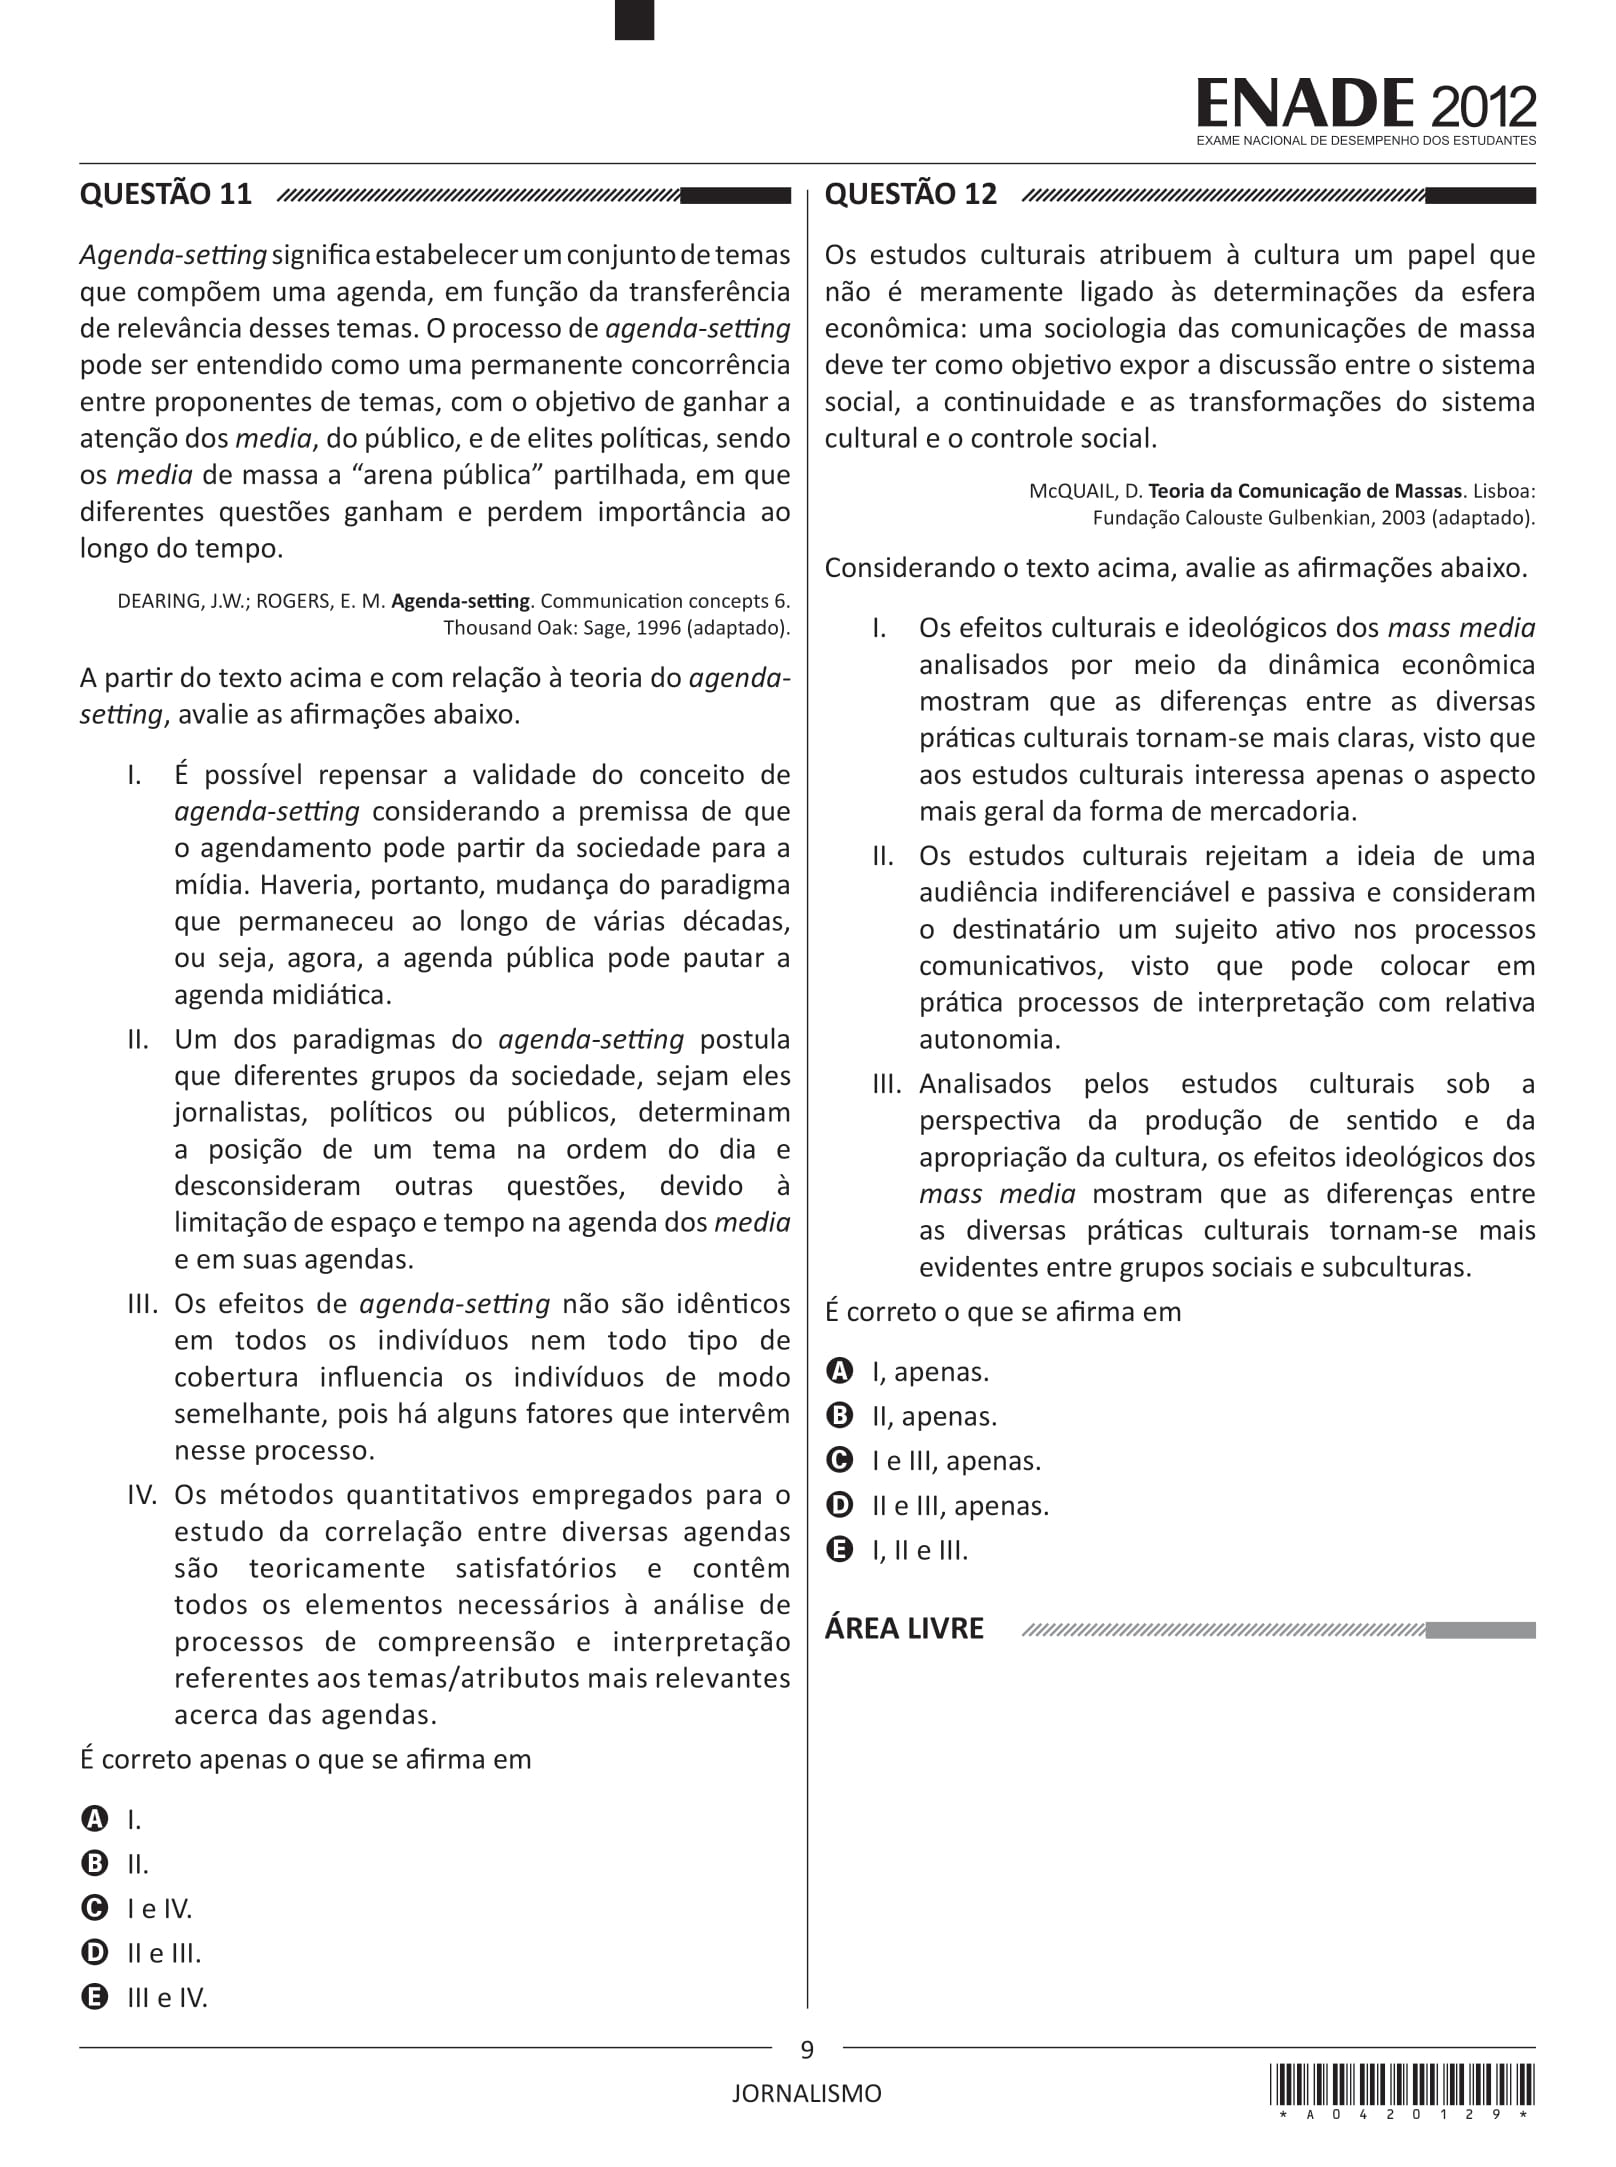 ENADE 2012
EXAME NACIONAL DE DESEMPENHO DOS ESTUDANTES
QUESTÃO 11
Agenda-setting significa estabelecer um conjunto de temas
que compõem uma agenda, em função da transferência
de relevância desses temas. O processo de agenda-setting
pode ser entendido como uma permanente concorrência
entre proponentes de temas, com o objetivo de ganhar a
atenção dos media, do público, e de elites políticas, sendo
os media de massa a “arena pública” partilhada, em que
diferentes questões ganham e perdem importância ao
longo do tempo.
DEARING, J.W.; ROGERS, E. M. Agenda-setting. Communication concepts 6.
Thousand Oak: Sage, 1996 (adaptado).
A partir do texto acima e com relação à teoria do agenda-
setting, avalie as afirmações abaixo.
I. É possível repensar a validade do conceito de
agenda-setting considerando a premissa de que
o agendamento pode partir da sociedade para a
mídia. Haveria, portanto, mudança do paradigma
que permaneceu ao longo de várias décadas,
ou seja, agora, a agenda pública pode pautar a
agenda midiática.
II. Um dos paradigmas do agenda-setting postula
que diferentes grupos da sociedade, sejam eles
jornalistas, políticos ou públicos, determinam
a posição de um tema na ordem do dia e
desconsideram outras questões, devido à
limitação de espaço e tempo na agenda dos media
e em suas agendas.
III. Os efeitos de agenda-setting não são idênticos
em todos os indivíduos nem todo tipo de
cobertura influencia os indivíduos de modo
semelhante, pois há alguns fatores que intervêm
nesse processo.
IV. Os métodos quantitativos empregados para o
estudo da correlação entre diversas agendas
são teoricamente satisfatórios e contêm
todos os elementos necessários à análise de
processos de compreensão e interpretação
referentes aos temas/atributos mais relevantes
acerca das agendas.
É correto apenas o que se afirma em
A I.
B II.
C I e IV.
D II e III.
E III e IV.
QUESTÃO 12
Os estudos culturais atribuem à cultura um papel que
não é meramente ligado às determinações da esfera
econômica: uma sociologia das comunicações de massa
deve ter como objetivo expor a discussão entre o sistema
social, a continuidade e as transformações do sistema
cultural e o controle social.
McQUAIL, D. Teoria da Comunicação de Massas. Lisboa:
Fundação Calouste Gulbenkian, 2003 (adaptado).
Considerando o texto acima, avalie as afirmações abaixo.
I. Os efeitos culturais e ideológicos dos mass media
analisados por meio da dinâmica econômica
mostram que as diferenças entre as diversas
práticas culturais tornam-se mais claras, visto que
aos estudos culturais interessa apenas o aspecto
mais geral da forma de mercadoria.
II. Os estudos culturais rejeitam a ideia de uma
audiência indiferenciável e passiva e consideram
o destinatário um sujeito ativo nos processos
comunicativos, visto que pode colocar em
prática processos de interpretação com relativa
autonomia.
III. Analisados pelos estudos culturais sob a
perspectiva da produção de sentido e da
apropriação da cultura, os efeitos ideológicos dos
mass media mostram que as diferenças entre
as diversas práticas culturais tornam-se mais
evidentes entre grupos sociais e subculturas.
É correto o que se afirma em
A I, apenas.
B II, apenas.
C I e III, apenas.
D II e III, apenas.
E I, II e III.
ÁREA LIVRE
9
JORNALISMO
* A 0 4 2 0 1 2 9 *